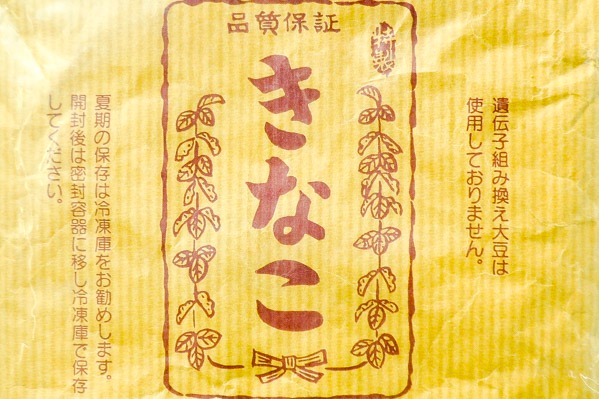 品質保証
特製
きなこ
遺伝子組み換え大豆は
使用しておりません。
夏期の保存は冷凍庫をお勧めします。
開封後は密封容器に移し冷凍庫で保存
してください。